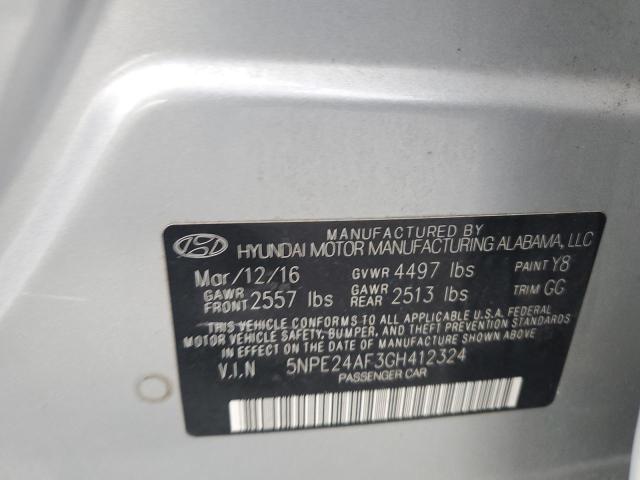 MANUFACTURED BY
HYUNDAI MOTOR MANUFACTURING ALABAMA, LLC
Mar/12/16 GVWR 4497 lbs PAINT Y8
GAWR FRONT 2557 lbs GAWR REAR 2513 lbs TRIM GG
THIS VEHICLE CONFORMS TO ALL APPLICABLE U.S.A. FEDERAL
MOTOR VEHICLE SAFETY, BUMPER, AND THEFT PREVENTION STANDARDS
IN EFFECT ON THE DATE OF MANUFACTURE SHOWN ABOVE.
V.I.N 5NPE24AF3GH412324
PASSENGER CAR